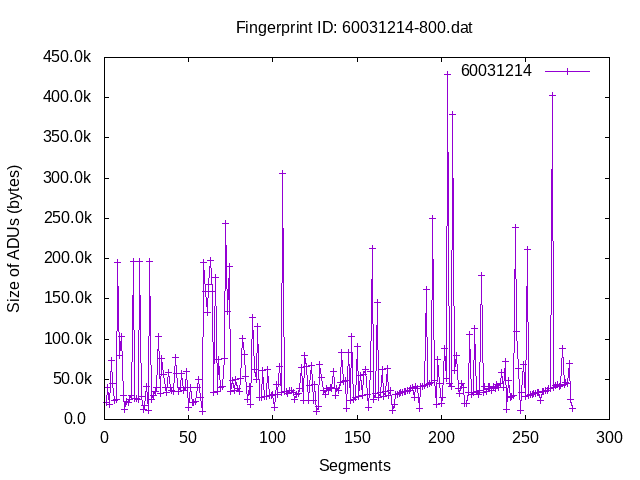 Fingerprint ID: 60031214-800.dat
60031214
450.0k
400.0k
350.0k
300.0k
250.0k
200.0k
150.0k
100.0k
50.0k
0.0
Size of ADUs (bytes)
0 50 100 150 200 250 300
Segments